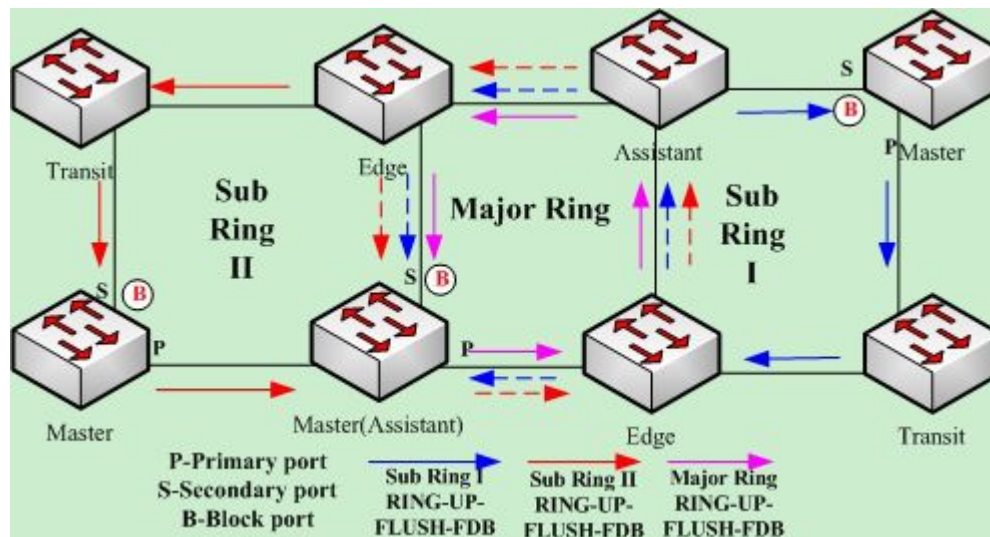 S
B
Transit
Edge
Assistant
P
Master
Sub
Ring
II
Major Ring
Sub
Ring
I
S
B
S
B
P
P
Master
Master(Assistant)
Edge
Transit
P-Primary port
S-Secondary port
B-Block port
Sub Ring I
RING-UP-
FLUSH-FDB
Sub Ring II
RING-UP-
FLUSH-FDB
Major Ring
RING-UP-
FLUSH-FDB